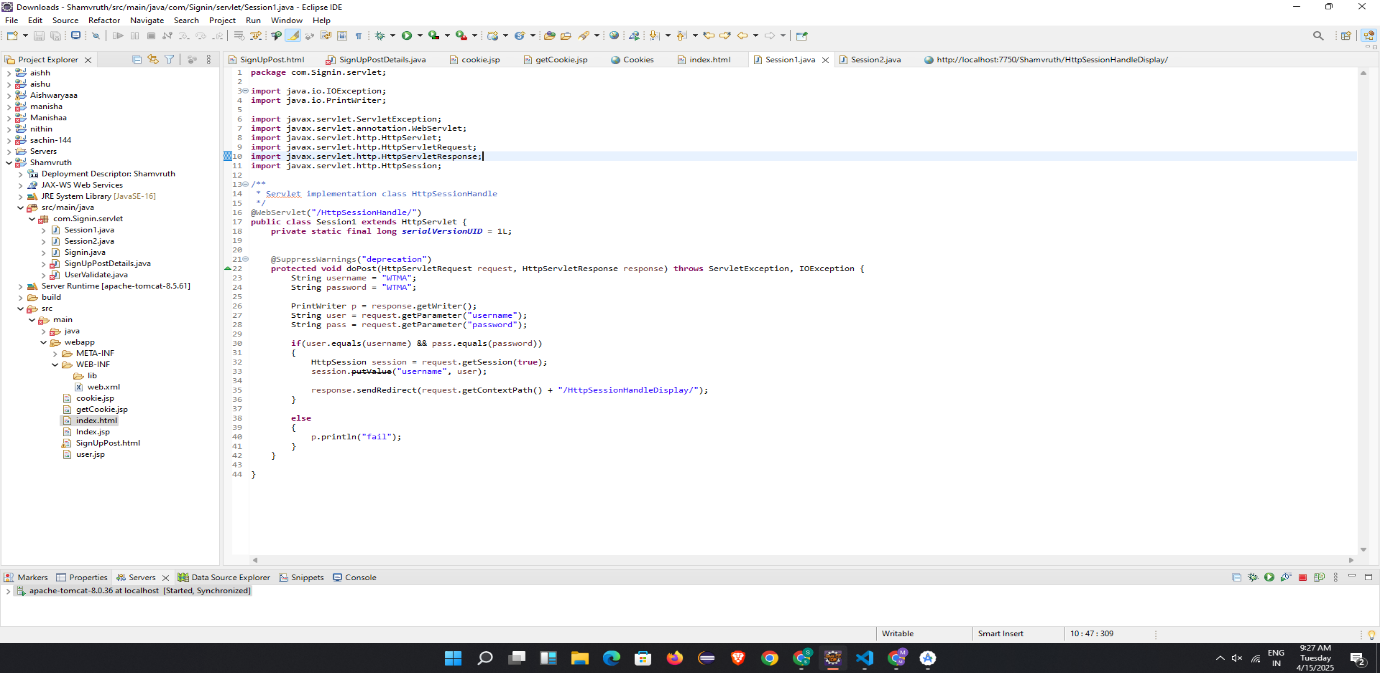 Downloads - Shamvruth/src/main/java/com/Signin/servlet/Session1.java - Eclipse IDE
File Edit Source Refactor Navigate Search Project Run Window Help
Project Explorer
aishh
aishu
Aishwaryaaa
manisha
Manishaa
nithin
sachin-144
Servers
Shamvruth
Deployment Descriptor: Shamvruth
JAX-WS Web Services
JRE System Library [JavaSE-16]
src/main/java
com.Signin.servlet
Session1.java
Session2.java
Signin.java
SignUpPostDetails.java
UserValidate.java
Server Runtime [apache-tomcat-8.5.61]
build
src
main
java
webapp
META-INF
WEB-INF
lib
web.xml
cookie.jsp
getCookie.jsp
index.html
Index.jsp
SignUpPost.html
user.jsp
SignUpPost.html SignUpPostDetails.java cookie.jsp getCookie.jsp Cookies index.html Session1.java Session2.java http://localhost:7750/Shamvruth/HttpSessionHandleDisplay/
1 package com.Signin.servlet;
2
3 import java.io.IOException;
4 import java.io.PrintWriter;
5
6 import javax.servlet.ServletException;
7 import javax.servlet.annotation.WebServlet;
8 import javax.servlet.http.HttpServlet;
9 import javax.servlet.http.HttpServletRequest;
10 import javax.servlet.http.HttpServletResponse;
11 import javax.servlet.http.HttpSession;
12
13 /**
14 * Servlet implementation class HttpSessionHandle
15 */
16 @WebServlet("/HttpSessionHandle/")
17 public class Session1 extends HttpServlet {
18 private static final long serialVersionUID = 1L;
19
20
21 @SuppressWarnings("deprecation")
22 protected void doPost(HttpServletRequest request, HttpServletResponse response) throws ServletException, IOException {
23 String username = "WTMA";
24 String password = "WTMA";
25
26 PrintWriter p = response.getWriter();
27 String user = request.getParameter("username");
28 String pass = request.getParameter("password");
29
30 if(user.equals(username) && pass.equals(password))
31 {
32 HttpSession session = request.getSession(true);
33 session.putValue("username", user);
34
35 response.sendRedirect(request.getContextPath() + "/HttpSessionHandleDisplay/");
36 }
37
38 else
39 {
40 p.println("fail");
41 }
42 }
43
44 }
Markers Properties Servers Data Source Explorer Snippets Console
apache-tomcat-8.0.36 at localhost [Started, Synchronized]
Writable Smart Insert 10 : 47 : 309
ENG
IN
9:27 AM
Tuesday
4/15/2025
2